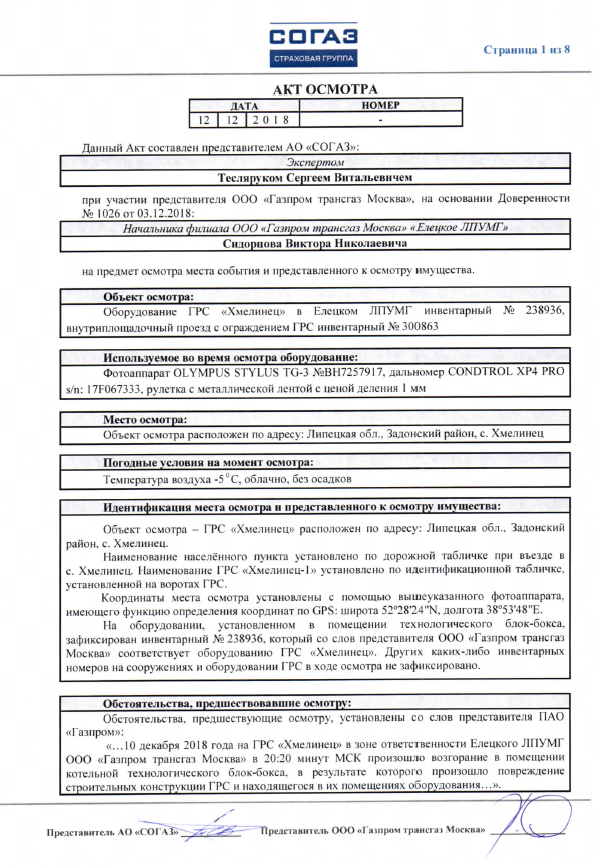 СОГАЗ
СТРАХОВАЯ ГРУППА
Страница 1 из 8
АКТ ОСМОТРА
ДАТА НОМЕР
12 12 2018 -
Данный Акт составлен представителем АО «СОГАЗ»:
Экспертом
Тесляруком Сергеем Витальевичем
при участии представителя ООО «Газпром трансгаз Москва», на основании Доверенности
№ 1026 от 03.12.2018:
Начальника филиала ООО «Газпром трансгаз Москва» «Елецкое ЛПУМГ»
Сидорцова Виктора Николаевича
на предмет осмотра места события и представленного к осмотру имущества.
Объект осмотра:
Оборудование ГРС «Хмелинец» в Елецком ЛПУМГ инвентарный № 238936,
внутриплощадочный проезд с ограждением ГРС инвентарный № 300863
Используемое во время осмотра оборудование:
Фотоаппарат OLYMPUS STYLUS TG-3 №BH7257917, дальномер CONDTROL XP4 PRO
s/n: 17F067333, рулетка с металлической лентой с ценой деления 1 мм
Место осмотра:
Объект осмотра расположен по адресу: Липецкая обл., Задонский район, с. Хмелинец
Погодные условия на момент осмотра:
Температура воздуха -5⁰С, облачно, без осадков
Идентификация места осмотра и представленного к осмотру имущества:
Объект осмотра – ГРС «Хмелинец» расположен по адресу: Липецкая обл., Задонский
район, с. Хмелинец.
Наименование населённого пункта установлено по дорожной табличке при въезде в
с. Хмелинец. Наименование ГРС «Хмелинец-1» установлено по идентификационной табличке,
установленной на воротах ГРС.
Координаты места осмотра установлены с помощью вышеуказанного фотоаппарата,
имеющего функцию определения координат по GPS: широта 52°28'24"N, долгота 38°53'48"E.
На оборудовании, установленном в помещении технологического блок-бокса,
зафиксирован инвентарный № 238936, который со слов представителя ООО «Газпром трансгаз
Москва» соответствует оборудованию ГРС «Хмелинец». Других каких-либо инвентарных
номеров на сооружениях и оборудовании ГРС в ходе осмотра не зафиксировано.
Обстоятельства, предшествовавшие осмотру:
Обстоятельства, предшествующие осмотру, установлены со слов представителя ПАО
«Газпром»:
«…10 декабря 2018 года на ГРС «Хмелинец» в зоне ответственности Елецкого ЛПУМГ
ООО «Газпром трансгаз Москва» в 20:20 минут МСК произошло возгорание в помещении
котельной технологического блок-бокса, в результате которого произошло повреждение
строительных конструкции ГРС и находящегося в их помещениях оборудования…».
Представитель АО «СОГАЗ» Представитель ООО «Газпром трансгаз Москва»